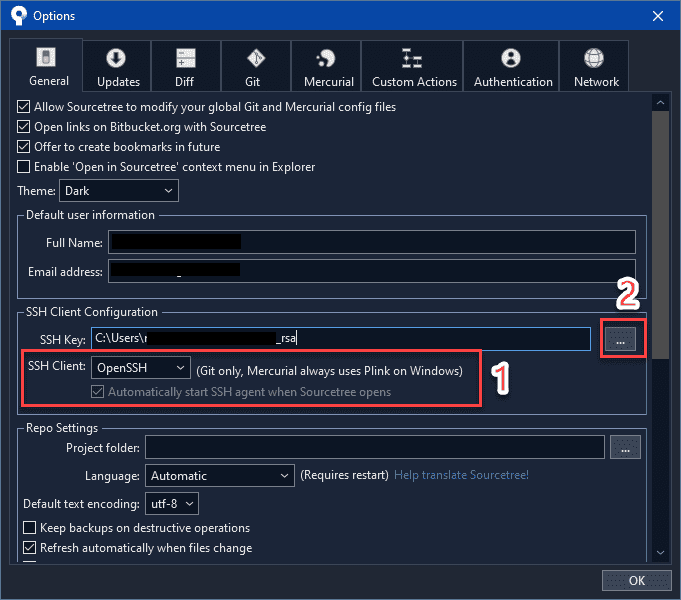 Options
General
Updates
Diff
Git
Mercurial
Custom Actions
Authentication
Network
Allow Sourcetree to modify your global Git and Mercurial config files
Open links on Bitbucket.org with Sourcetree
Offer to create bookmarks in future
Enable 'Open in Sourcetree' context menu in Explorer
Theme: Dark
Default user information
Full Name:
Email address:
2
SSH Client Configuration
SSH Key: C:\Users\r _rsa ...
SSH Client: OpenSSH (Git only, Mercurial always uses Plink on Windows)
1
Automatically start SSH agent when Sourcetree opens
Repo Settings
Project folder: ...
Language: Automatic (Requires restart) Help translate Sourcetree!
Default text encoding: utf-8
Keep backups on destructive operations
Refresh automatically when files change
OK